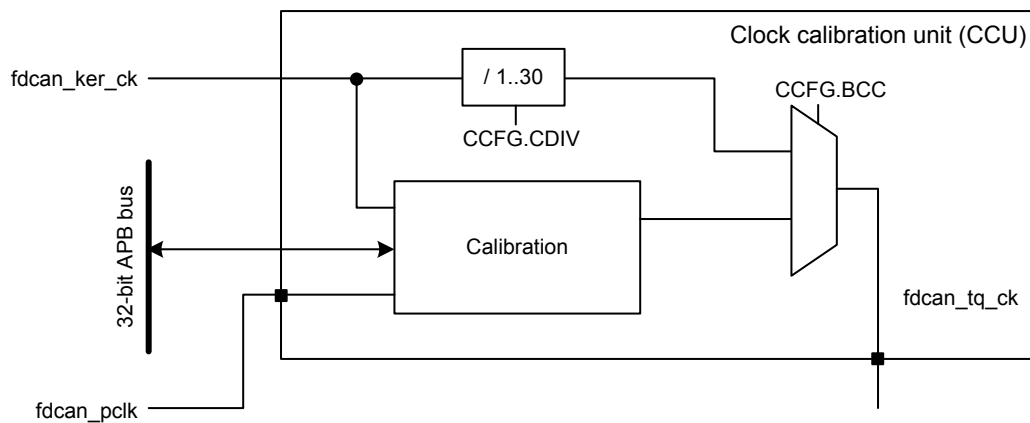 Clock calibration unit (CCU)
fdcan_ker_ck
/ 1..30
CCFG.BCC
CCFG.CDIV
32-bit APB bus
Calibration
fdcan_tq_ck
fdcan_pclk